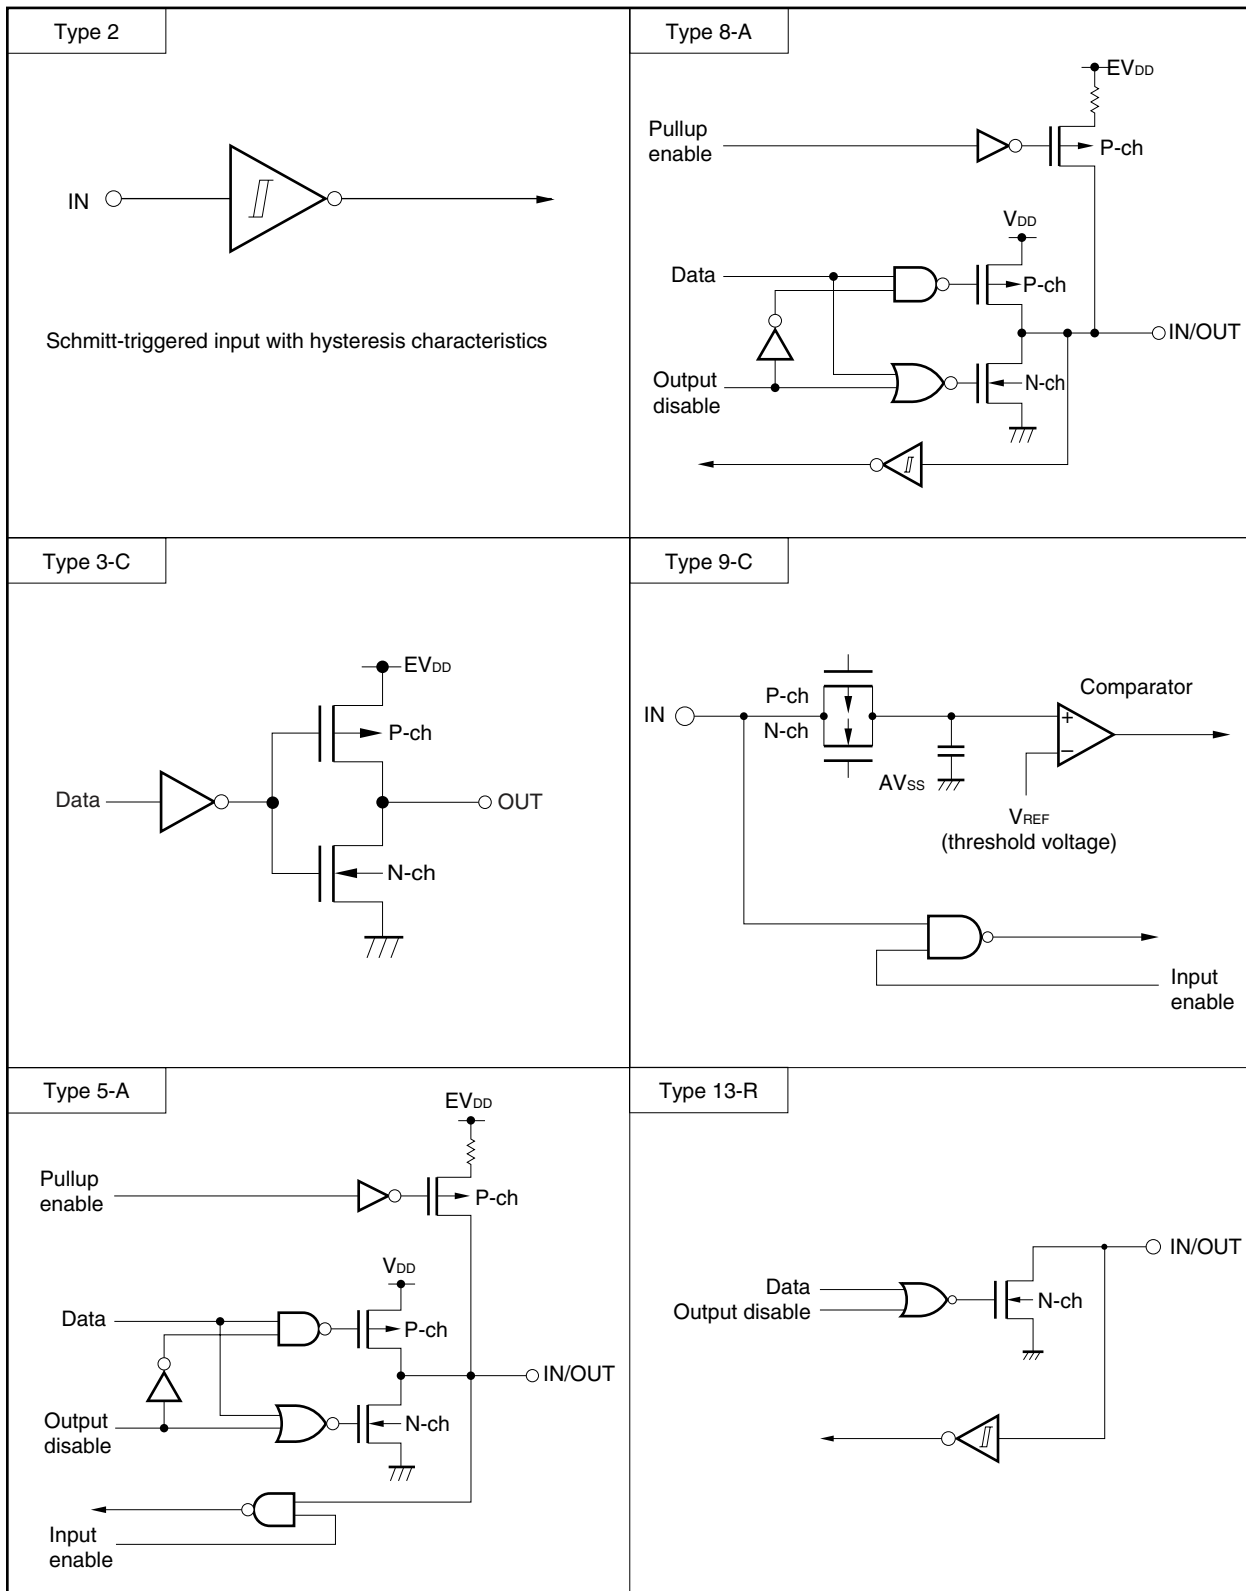 Type 2
IN
Schmitt-triggered input with hysteresis characteristics
Type 8-A
EVDD
Pullup
enable
P-ch
VDD
Data
P-ch
IN/OUT
Output
disable
N-ch
Type 3-C
EVDD
P-ch
Data
OUT
N-ch
Type 9-C
P-ch
Comparator
IN
N-ch
+
−
AVSS
VREF
(threshold voltage)
Input
enable
Type 5-A
EVDD
Pullup
enable
P-ch
VDD
Data
P-ch
IN/OUT
Output
disable
N-ch
Input
enable
Type 13-R
IN/OUT
Data
Output disable
N-ch